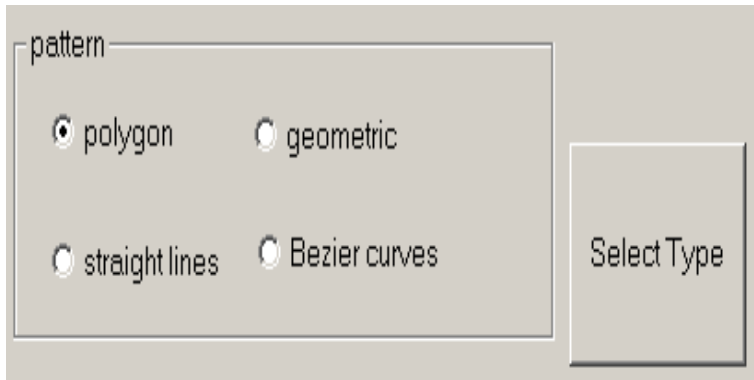 pattern
polygon
geometric
straight lines
Bezier curves
Select Type